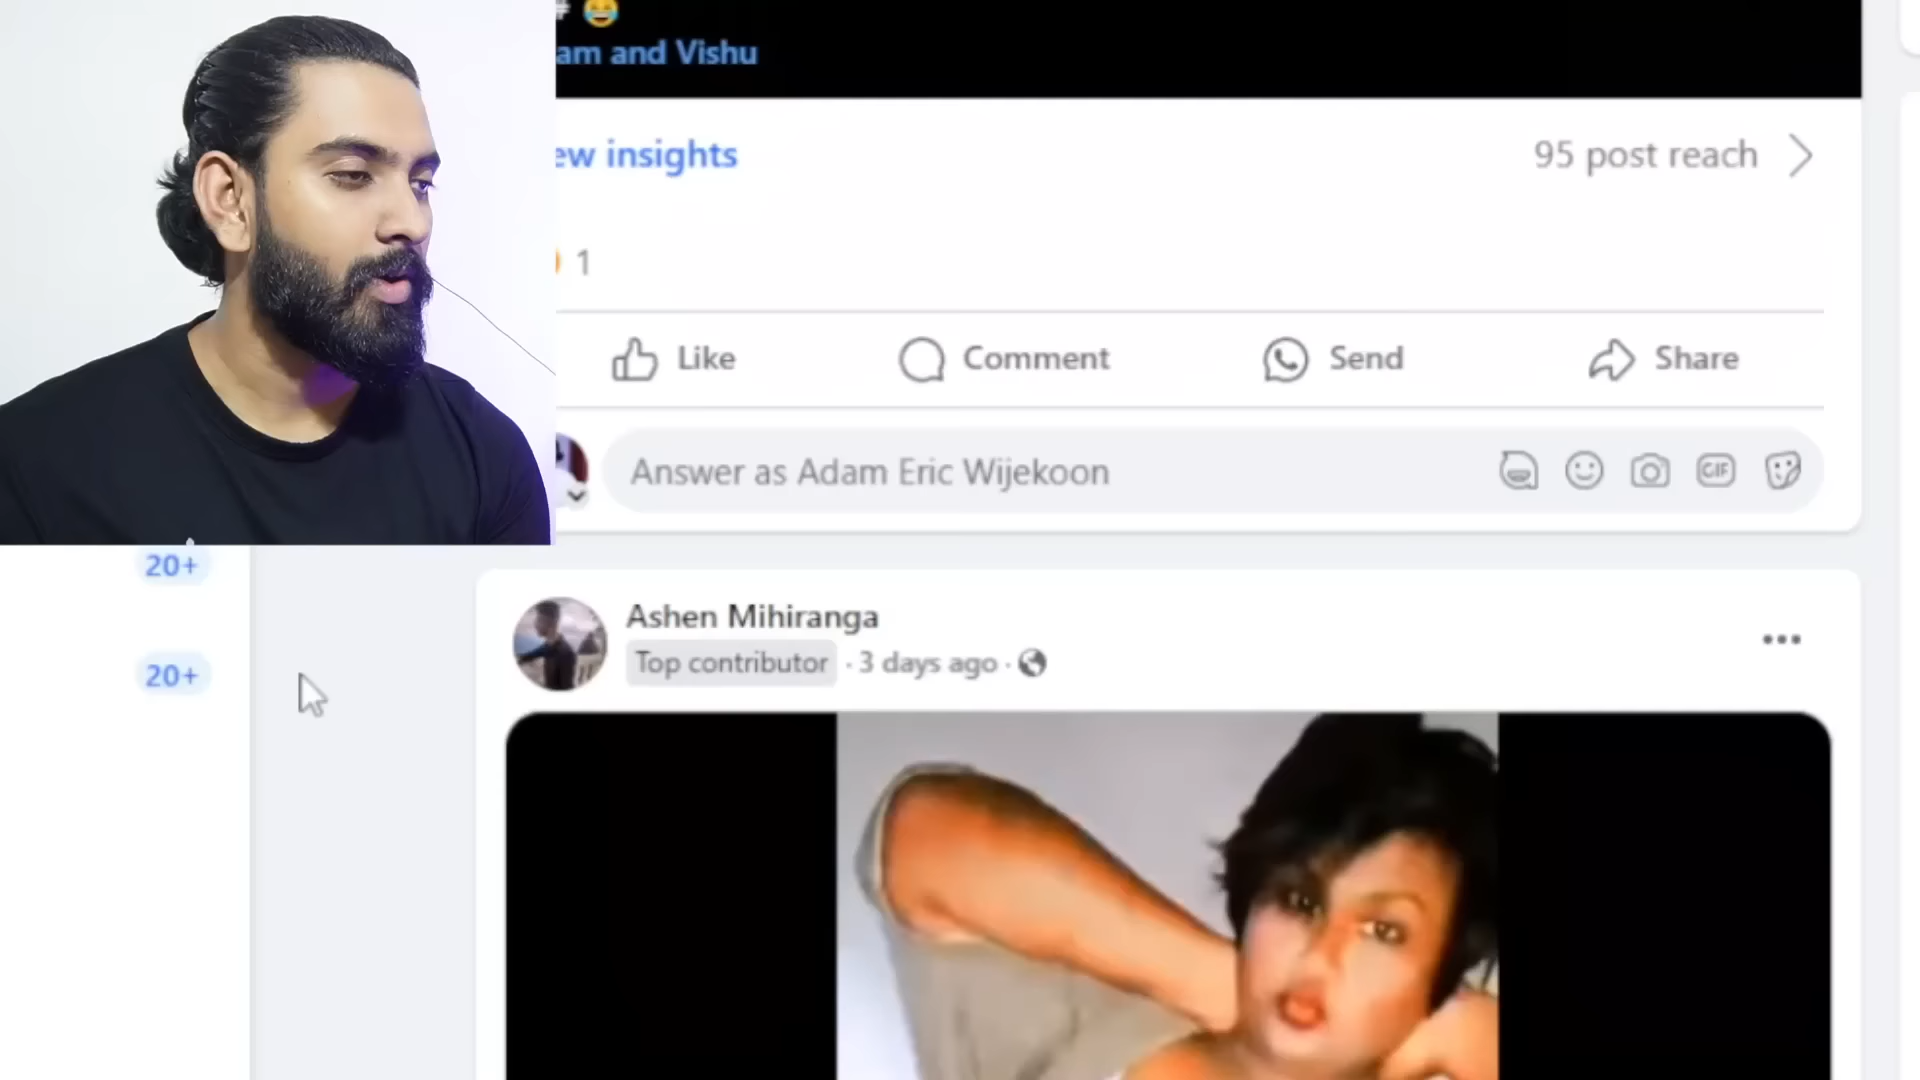 # 😂
am and Vishu
ew insights
95 post reach
1
Like
Comment
Send
Share
Answer as Adam Eric Wijekoon
GIF
20+
Ashen Mihiranga
Top contributor · 3 days ago ·
20+